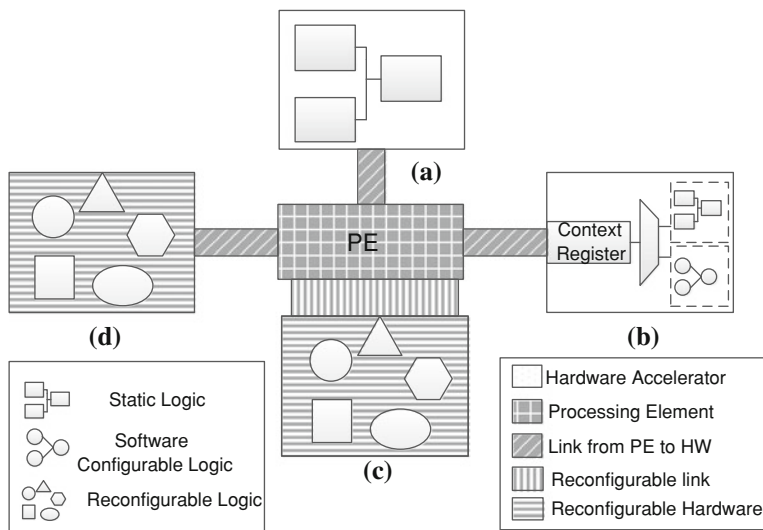 (a)
PE
Context
Register
(d)
(b)
(c)
Static Logic
Software
Configurable Logic
Reconfigurable Logic
Hardware Accelerator
Processing Element
Link from PE to HW
Reconfigurable link
Reconfigurable Hardware